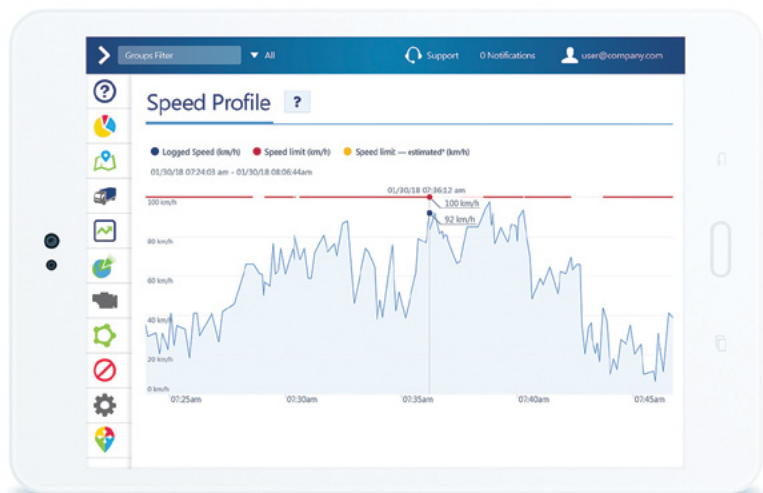 Groups Filter ▼ All Support 0 Notifications user@company.com
?
Speed Profile ?
Logged Speed (km/h) Speed limit (km/h) Speed limit — estimated* (km/h)
01/30/18 07:24:03 am - 01/30/18 08:06:44am
01/30/18 07:36:12 am
100 km/h
100 km/h
92 km/h
80 km/h
60 km/h
40 km/h
20 km/h
0 km/h
07:25am 07:30am 07:35am 07:40am 07:45am